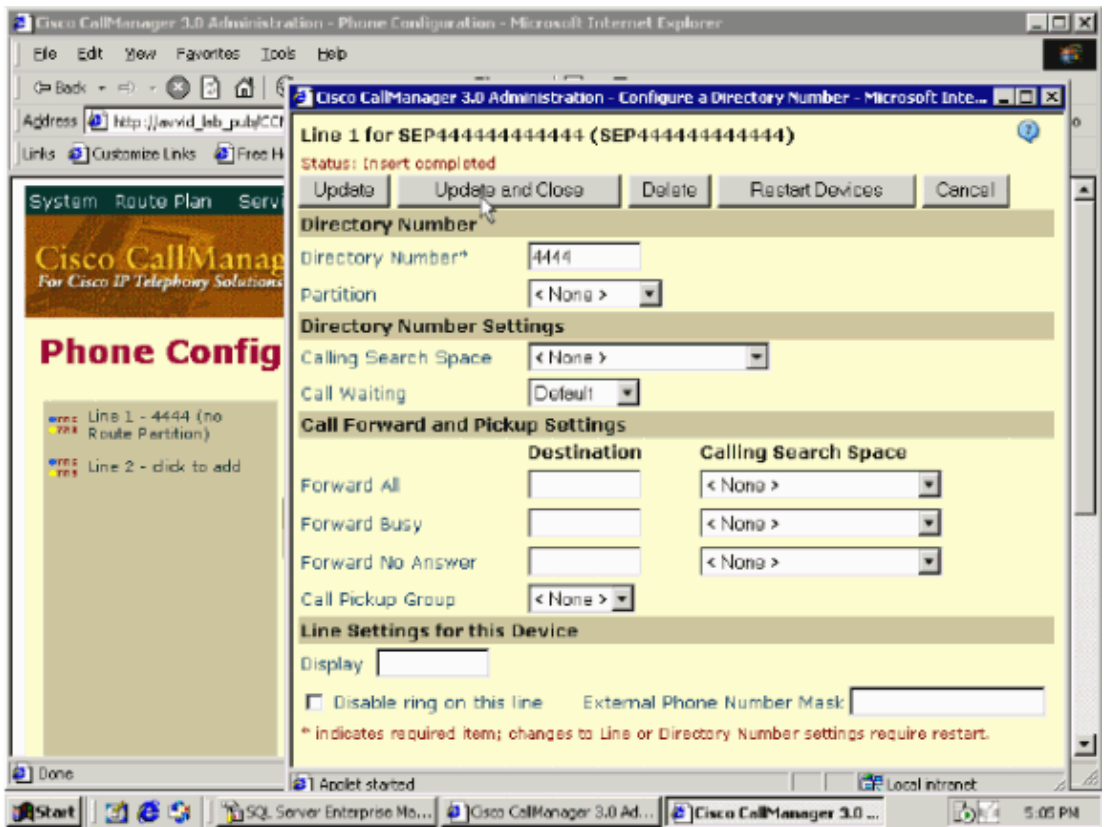 Cisco CallManager 3.0 Administration - Phone Configuration - Microsoft Internet Explorer
File Edit View Favorites Tools Help
Back
Cisco CallManager 3.0 Administration - Configure a Directory Number - Microsoft Inte...
Address http://avvid_lab_pub/CCM
Links Customize Links Free H
Line 1 for SEP444444444444 (SEP444444444444)
Status: Insert completed
Update Update and Close Delete Restart Devices Cancel
System Route Plan Servi
Cisco CallManag
For Cisco IP Telephony Solutions
Phone Config
Line 1 - 4444 (no
Route Partition)
Line 2 - click to add
Directory Number
Directory Number* 4444
Partition < None >
Directory Number Settings
Calling Search Space < None >
Call Waiting Default
Call Forward and Pickup Settings
Destination Calling Search Space
Forward All < None >
Forward Busy < None >
Forward No Answer < None >
Call Pickup Group < None >
Line Settings for this Device
Display
Disable ring on this line External Phone Number Mask
* indicates required item; changes to Line or Directory Number settings require restart.
Done
Applet started Local intranet
Start SQL Server Enterprise Ma... Cisco CallManager 3.0 Ad... Cisco CallManager 3.0 ... 5:05 PM